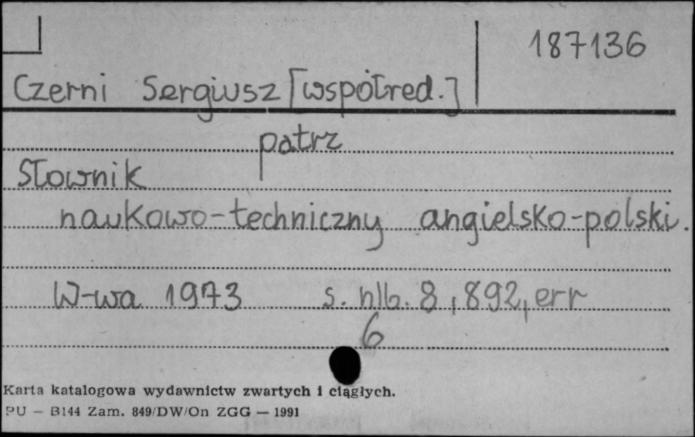 187136
Czerni Sergiusz [współred.]
patrz
Słownik
naukowo-techniczny angielsko-polski.
W-wa 1973 s. nlb. 8, 892, err
6
Karta katalogowa wydawnictw zwartych i ciągłych.
PU - B144 Zam. 849/DW/On ZGG - 1991